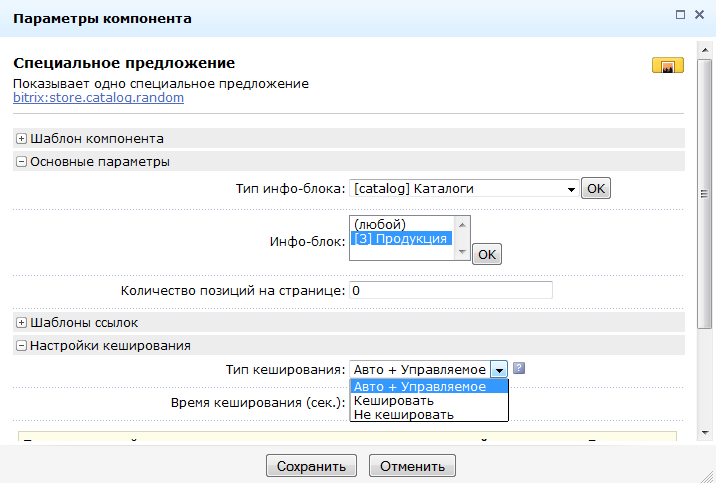 Параметры компонента
Специальное предложение
Показывает одно специальное предложение
bitrix:store.catalog.random
Шаблон компонента
Основные параметры
Тип инфо-блока: [catalog] Каталоги OK
Инфо-блок: (любой)
[3] Продукция OK
Количество позиций на странице: 0
Шаблоны ссылок
Настройки кеширования
Тип кеширования: Авто + Управляемое ?
Авто + Управляемое
Кешировать
Время кеширования (сек.):
Не кешировать
Сохранить Отменить